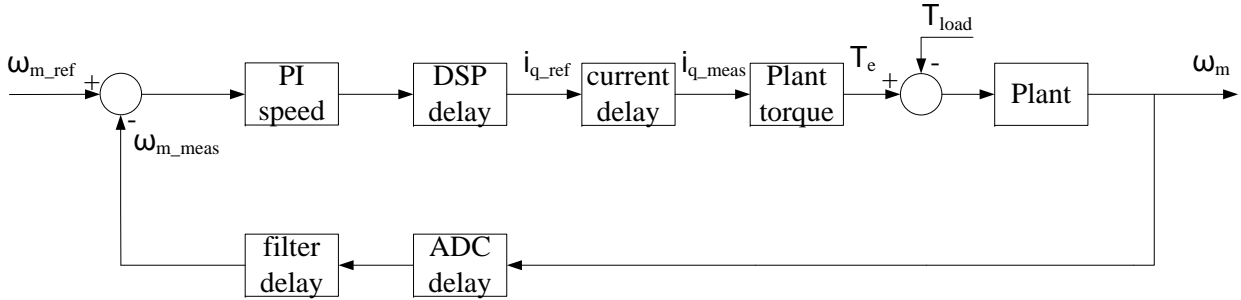 T_load
ω_m_ref
+
PI
speed
DSP
delay
i_q_ref
current
delay
i_q_meas
Plant
torque
T_e
+
-
Plant
ω_m
-
ω_m_meas
filter
delay
ADC
delay